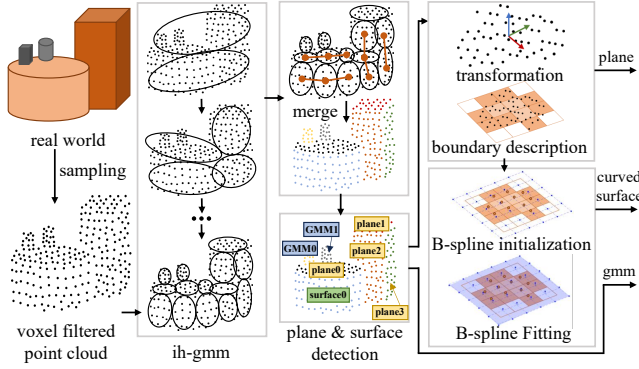 real world
sampling
voxel filtered
point cloud
ih-gmm
merge
GMM1
GMM0
plane0
surface0
plane1
plane2
plane3
plane & surface
detection
transformation
boundary description
B-spline initialization
B-spline Fitting
plane
curved
surface
gmm